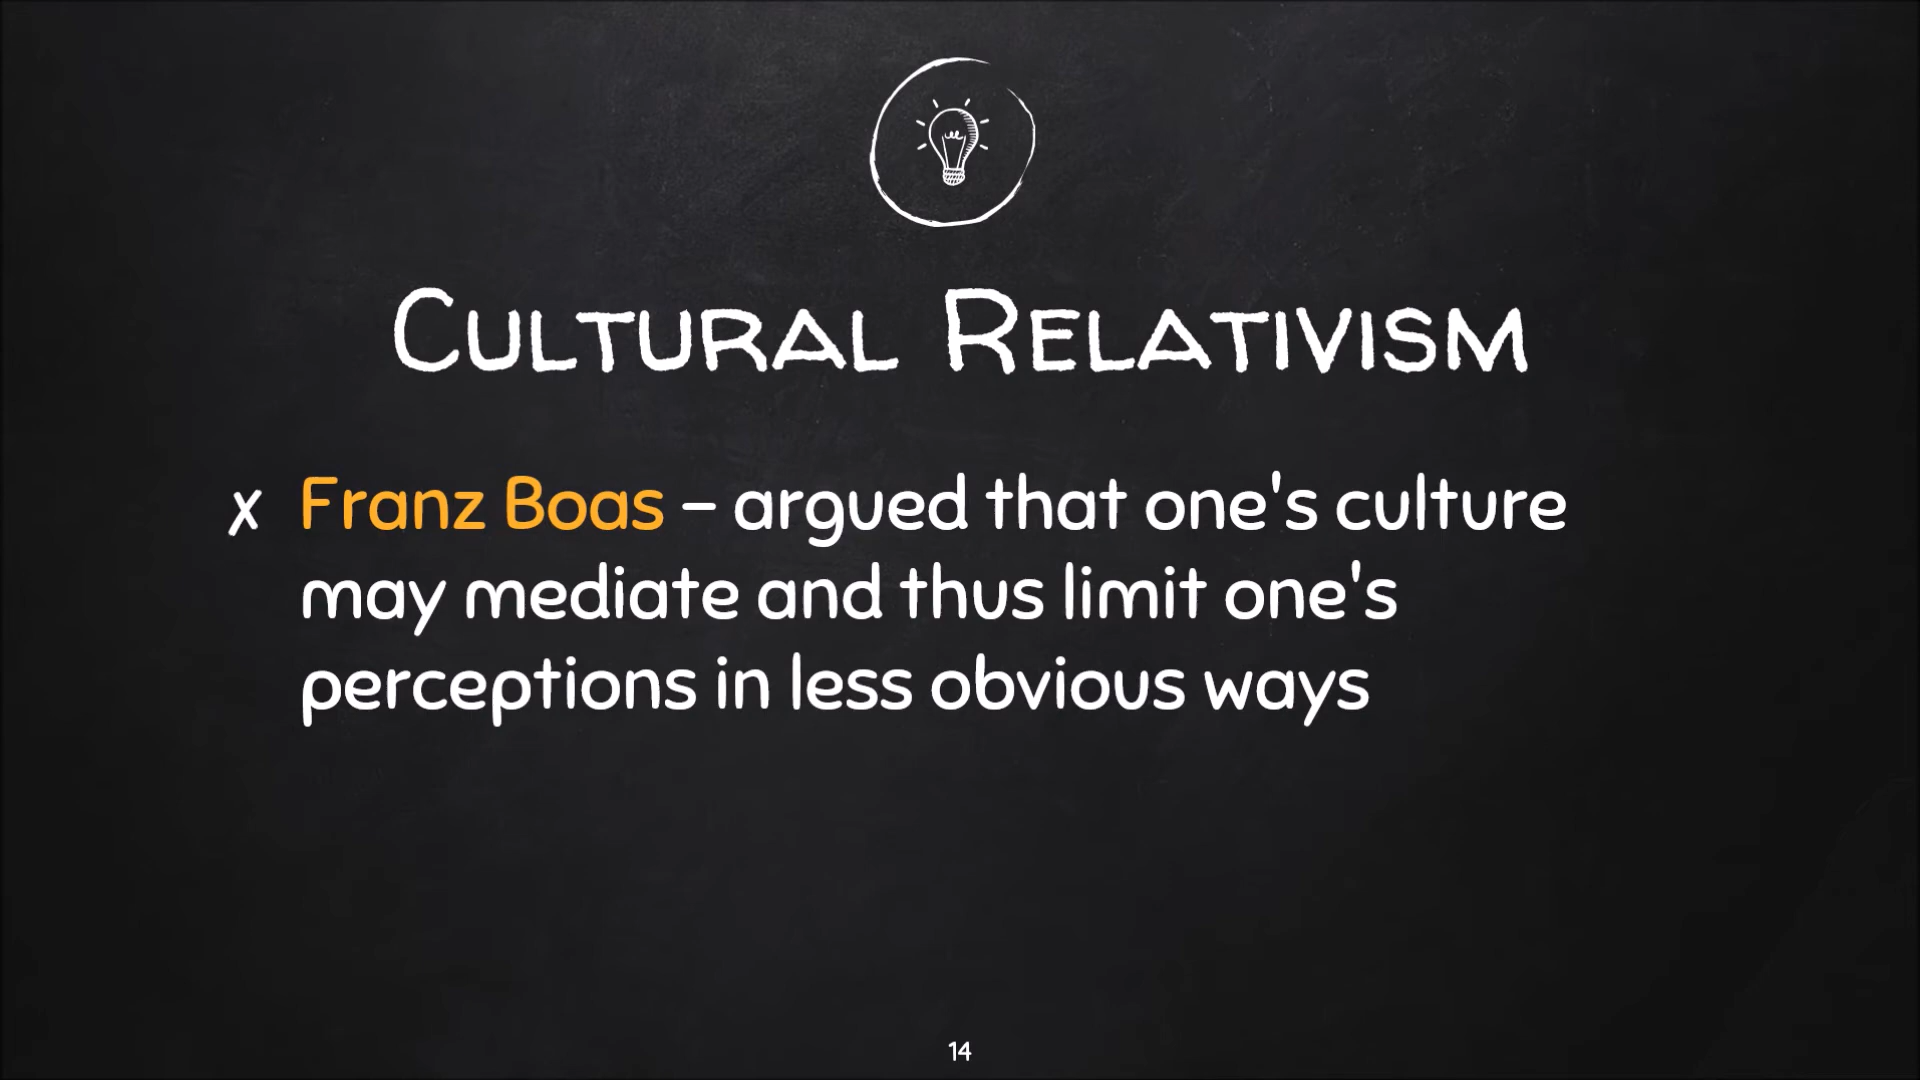 Cultural Relativism
x Franz Boas – argued that one's culture
may mediate and thus limit one's
perceptions in less obvious ways
14